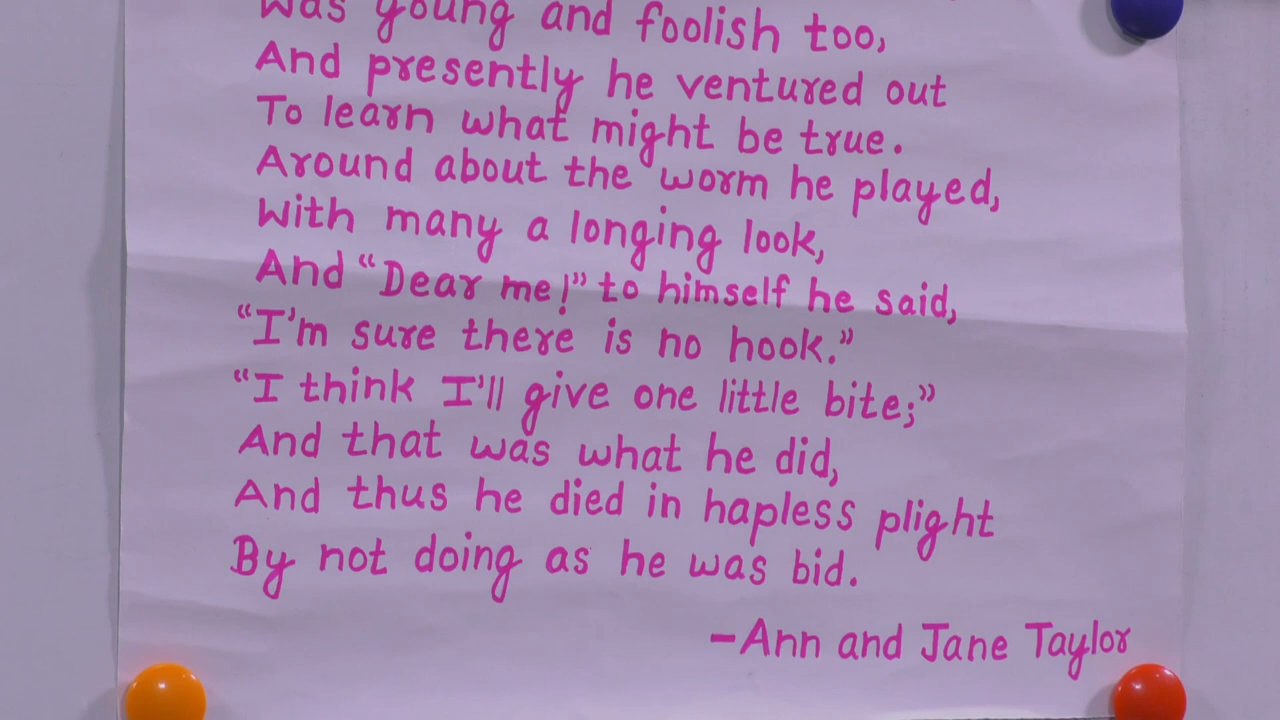 Was young and foolish too,
And presently he ventured out
To learn what might be true.
Around about the worm he played,
With many a longing look,
And “Dear me!” to himself he said,
“I'm sure there is no hook.”
“I think I'll give one little bite;”
And that was what he did,
And thus he died in hapless plight
By not doing as he was bid.
-Ann and Jane Taylor